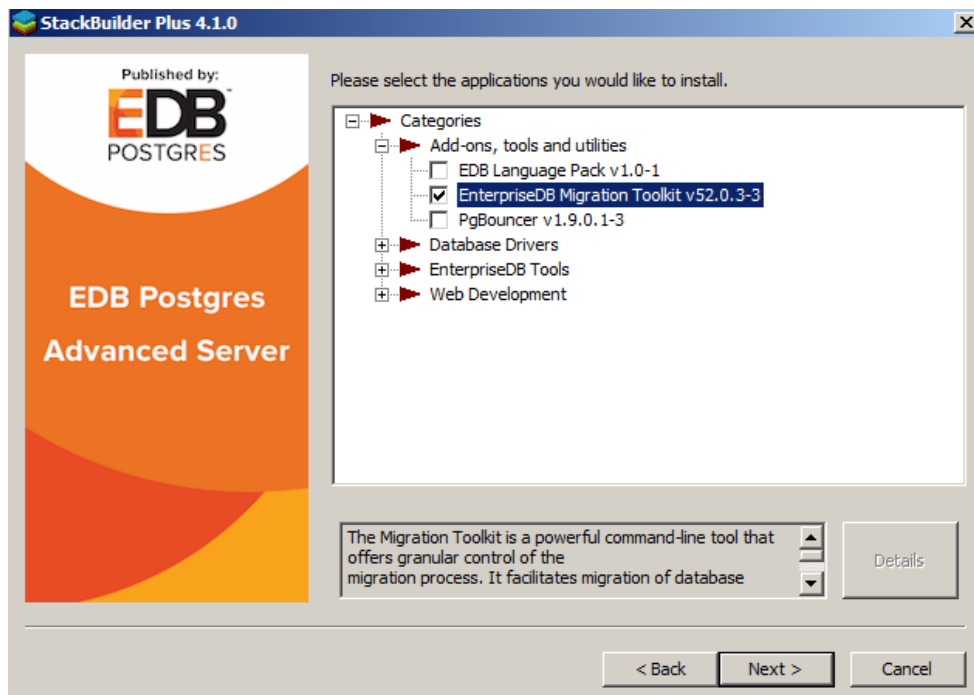 StackBuilder Plus 4.1.0
Published by:
EDB
POSTGRES
EDB Postgres
Advanced Server
Please select the applications you would like to install.
Categories
Add-ons, tools and utilities
EDB Language Pack v1.0-1
EnterpriseDB Migration Toolkit v52.0.3-3
PgBouncer v1.9.0.1-3
Database Drivers
EnterpriseDB Tools
Web Development
The Migration Toolkit is a powerful command-line tool that
offers granular control of the
migration process. It facilitates migration of database
Details
< Back
Next >
Cancel